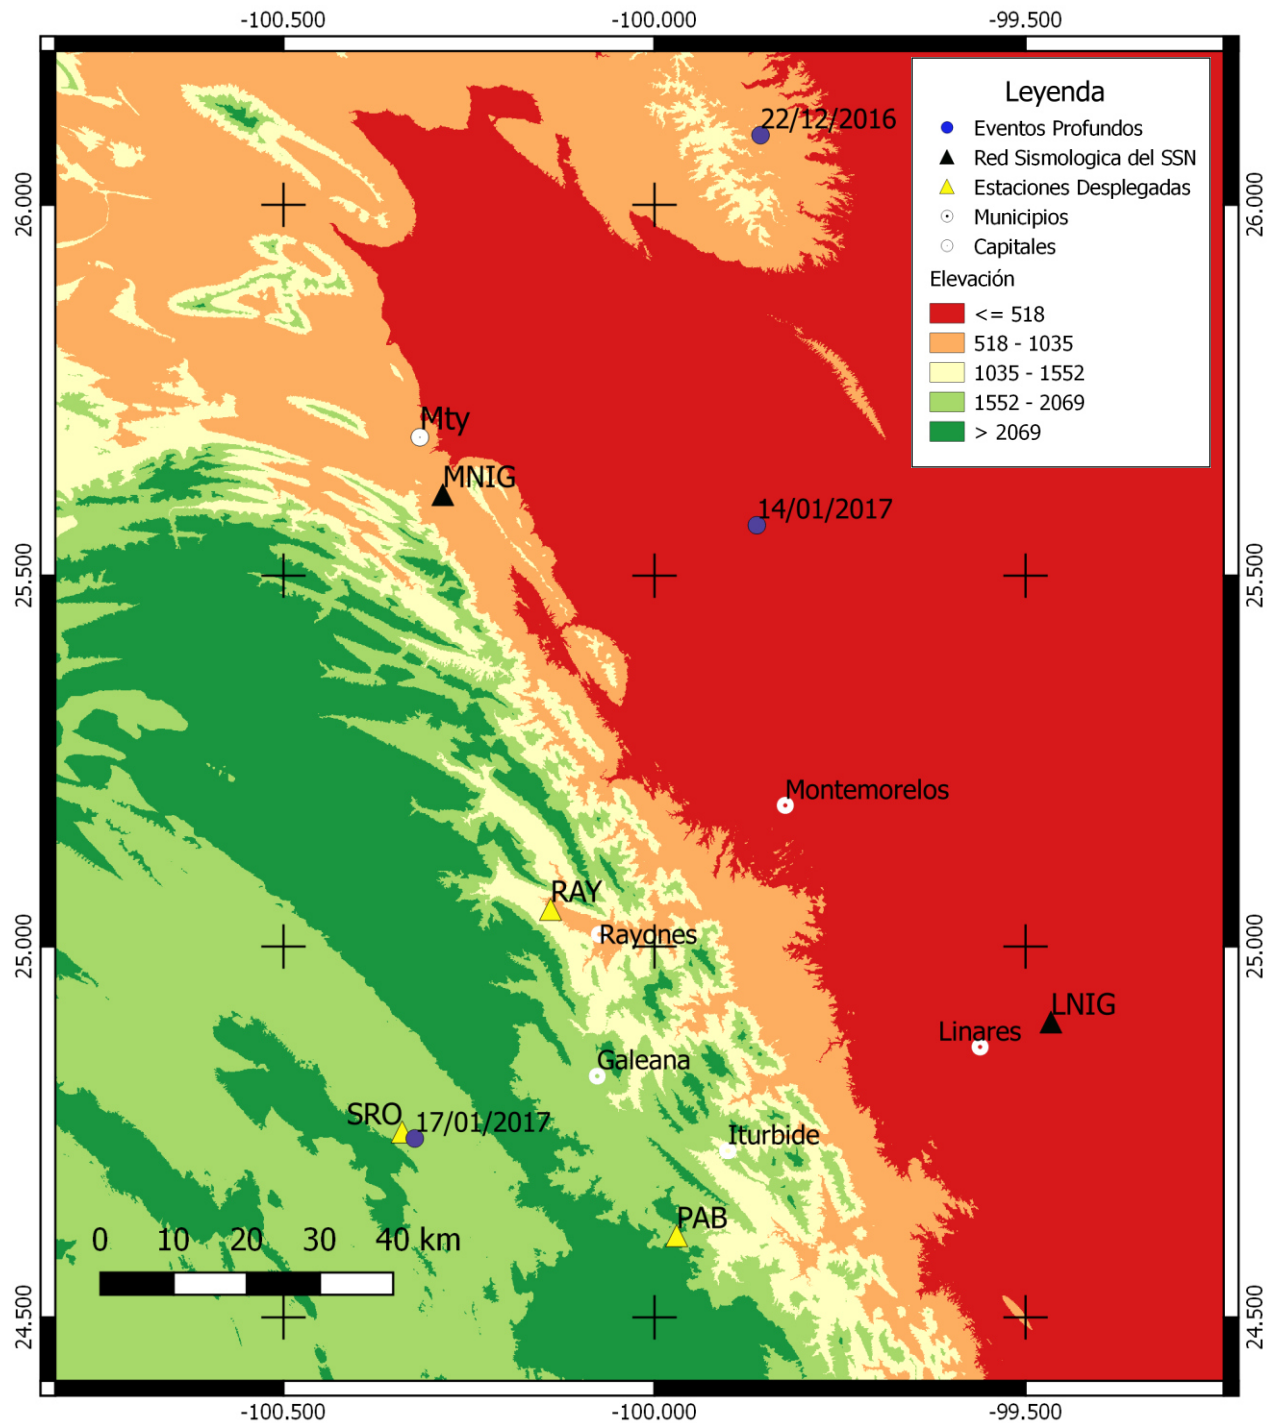 -100.500 -100.000 -99.500
22/12/2016
Leyenda
Eventos Profundos
Red Sismologica del SSN
Estaciones Desplegadas
Municipios
Capitales
Elevación
<= 518
518 - 1035
1035 - 1552
1552 - 2069
> 2069
26.000 26.000
Mty
MNIG
14/01/2017
25.500 25.500
Montemorelos
RAY
Rayones
25.000 25.000
LNIG
Linares
Galeana
SRO 17/01/2017
Iturbide
PAB
0 10 20 30 40 km
24.500 24.500
-100.500 -100.000 -99.500